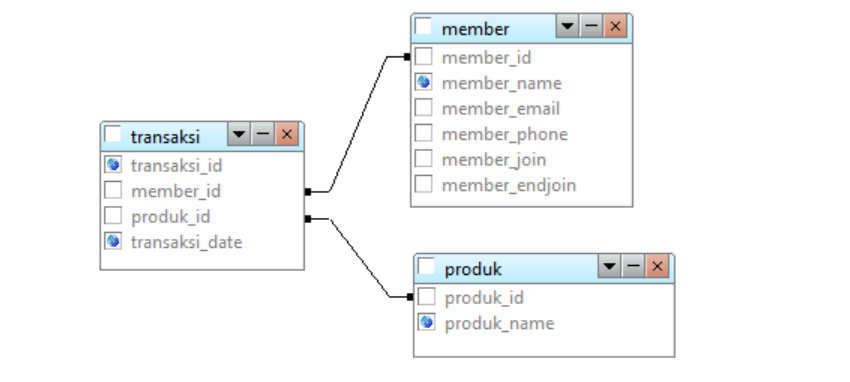 member
member_id
member_name
member_email
member_phone
member_join
member_endjoin
transaksi
transaksi_id
member_id
produk_id
transaksi_date
produk
produk_id
produk_name